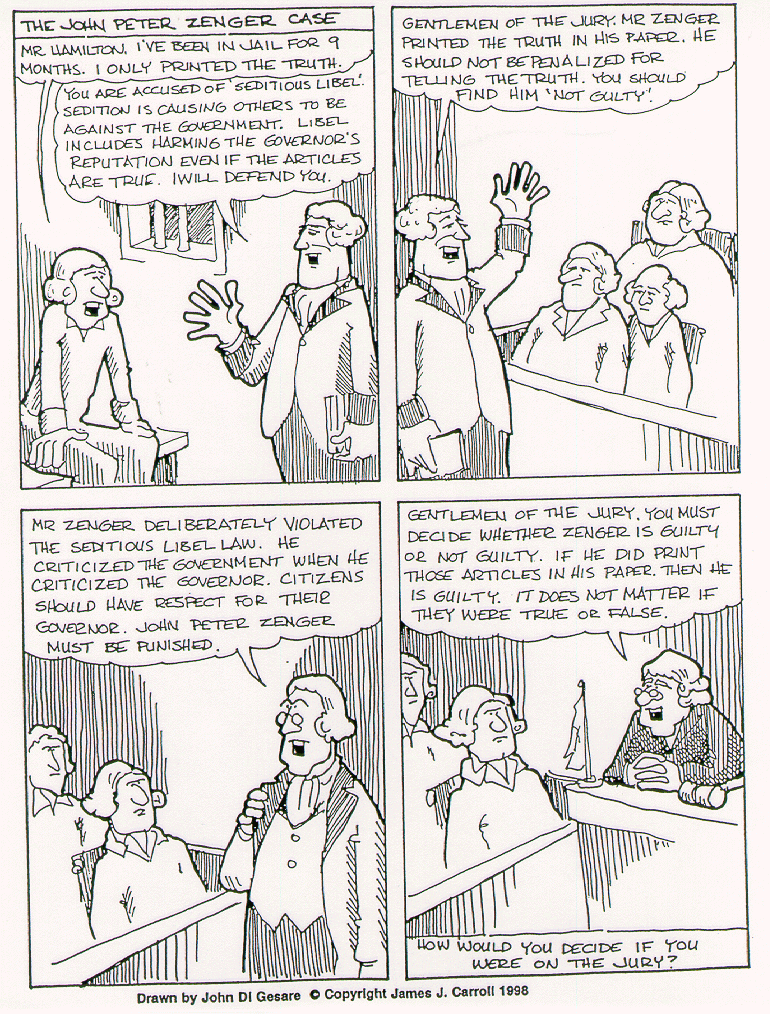 THE JOHN PETER ZENGER CASE
MR HAMILTON, I'VE BEEN IN JAIL FOR 9
MONTHS. I ONLY PRINTED THE TRUTH.
YOU ARE ACCUSED OF 'SEDITIOUS LIBEL'.
SEDITION IS CAUSING OTHERS TO BE
AGAINST THE GOVERNMENT. LIBEL
INCLUDES HARMING THE GOVERNOR'S
REPUTATION EVEN IF THE ARTICLES
ARE TRUE. I WILL DEFEND YOU.
GENTLEMEN OF THE JURY. MR ZENGER
PRINTED THE TRUTH IN HIS PAPER. HE
SHOULD NOT BE PENALIZED FOR
TELLING THE TRUTH. YOU SHOULD
FIND HIM 'NOT GUILTY'.
MR ZENGER DELIBERATELY VIOLATED
THE SEDITIOUS LIBEL LAW. HE
CRITICIZED THE GOVERNMENT WHEN HE
CRITICIZED THE GOVERNOR. CITIZENS
SHOULD HAVE RESPECT FOR THEIR
GOVERNOR. JOHN PETER ZENGER
MUST BE PUNISHED.
GENTLEMEN OF THE JURY. YOU MUST
DECIDE WHETHER ZENGER IS GUILTY
OR NOT GUILTY. IF HE DID PRINT
THOSE ARTICLES IN HIS PAPER. THEN HE
IS GUILTY. IT DOES NOT MATTER IF
THEY WERE TRUE OR FALSE.
HOW WOULD YOU DECIDE IF YOU
WERE ON THE JURY?
Drawn by John Di Gesare © Copyright James J. Carroll 1998